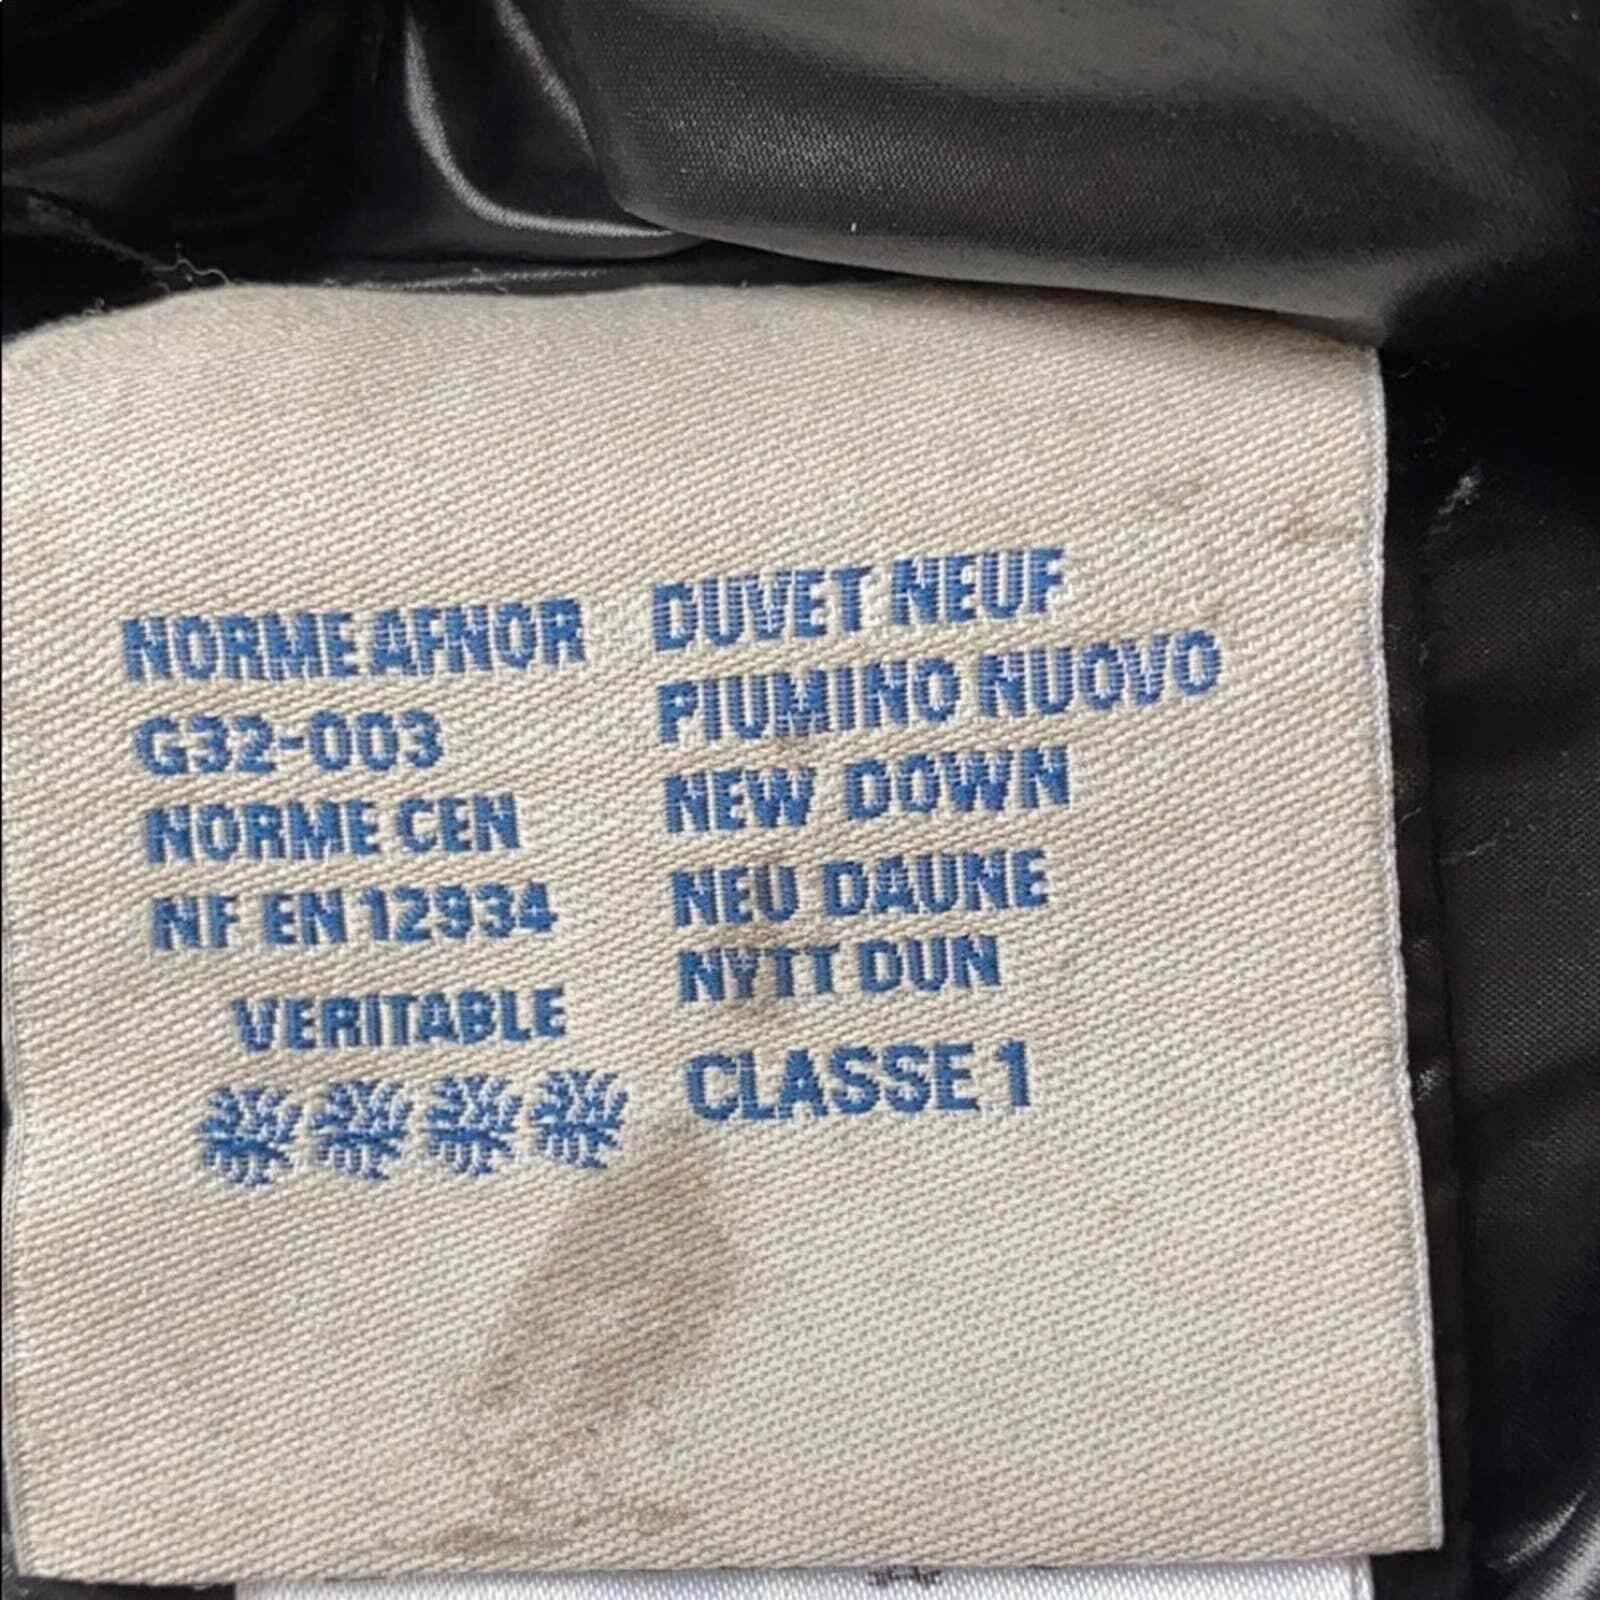 NORME AFNOR
G32-003
NORME CEN
NF EN 12934
VERITABLE
DUVET NEUF
PIUMINO NUOVO
NEW DOWN
NEU DAUNE
NYTT DUN
CLASSE 1